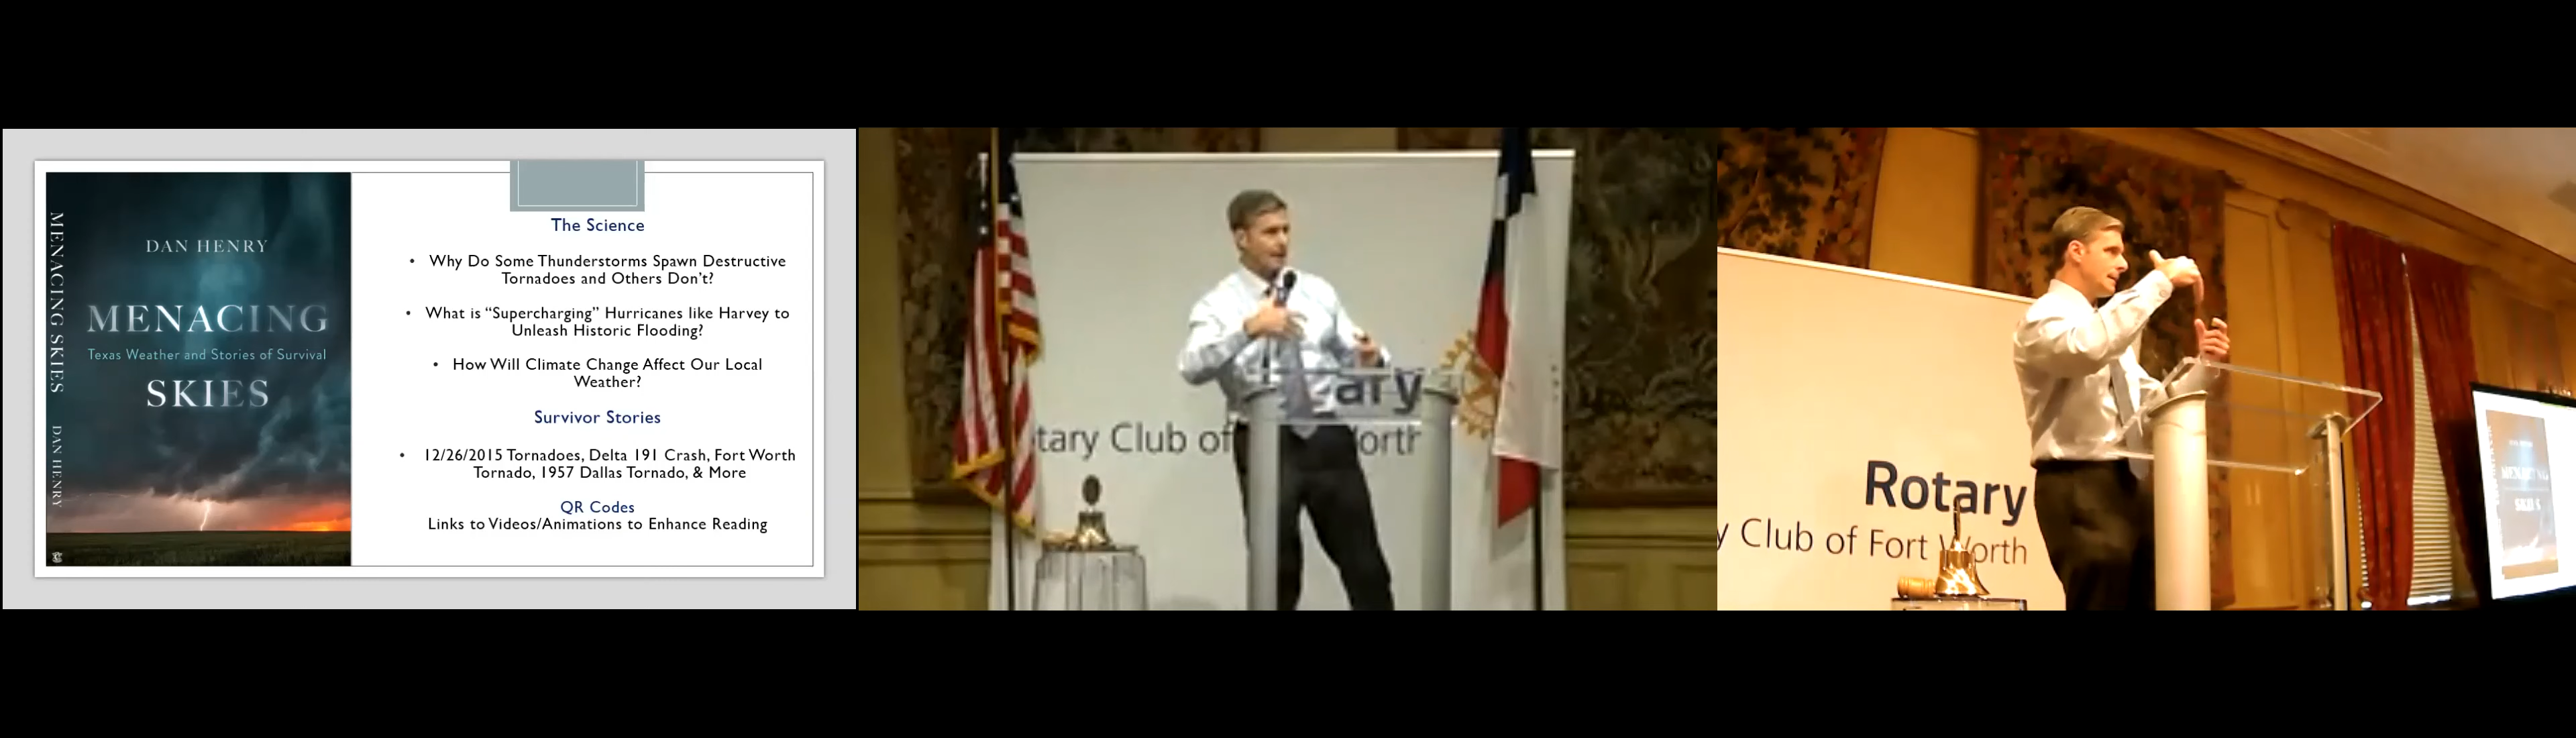 MENACING SKIES
DAN HENRY
DAN HENRY
MENACING
Texas Weather and Stories of Survival
SKIES
The Science
• Why Do Some Thunderstorms Spawn Destructive
Tornadoes and Others Don't?
• What is “Supercharging” Hurricanes like Harvey to
Unleash Historic Flooding?
• How Will Climate Change Affect Our Local
Weather?
Survivor Stories
• 12/26/2015 Tornadoes, Delta 191 Crash, Fort Worth
Tornado, 1957 Dallas Tornado, & More
QR Codes
Links to Videos/Animations to Enhance Reading
ary
tary Club of orth
Rotary
y Club of Fort Worth
MENACING
SKIES